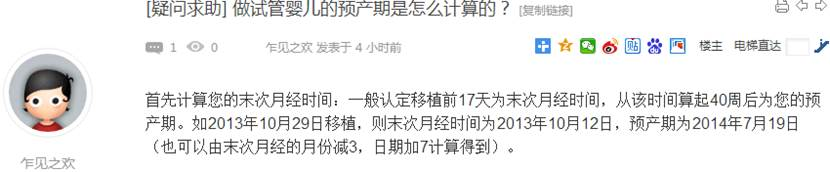 [疑问求助] 做试管婴儿的预产期是怎么计算的？ [复制链接]
1 0 乍见之欢 发表于 4 小时前 贴 楼主 电梯直达
首先计算您的末次月经时间：一般认定移植前17天为末次月经时间，从该时间算起40周后为您的预
产期。如2013年10月29日移植，则末次月经时间为2013年10月12日，预产期为2014年7月19日
（也可以由末次月经的月份减3，日期加7计算得到）。
乍见之欢